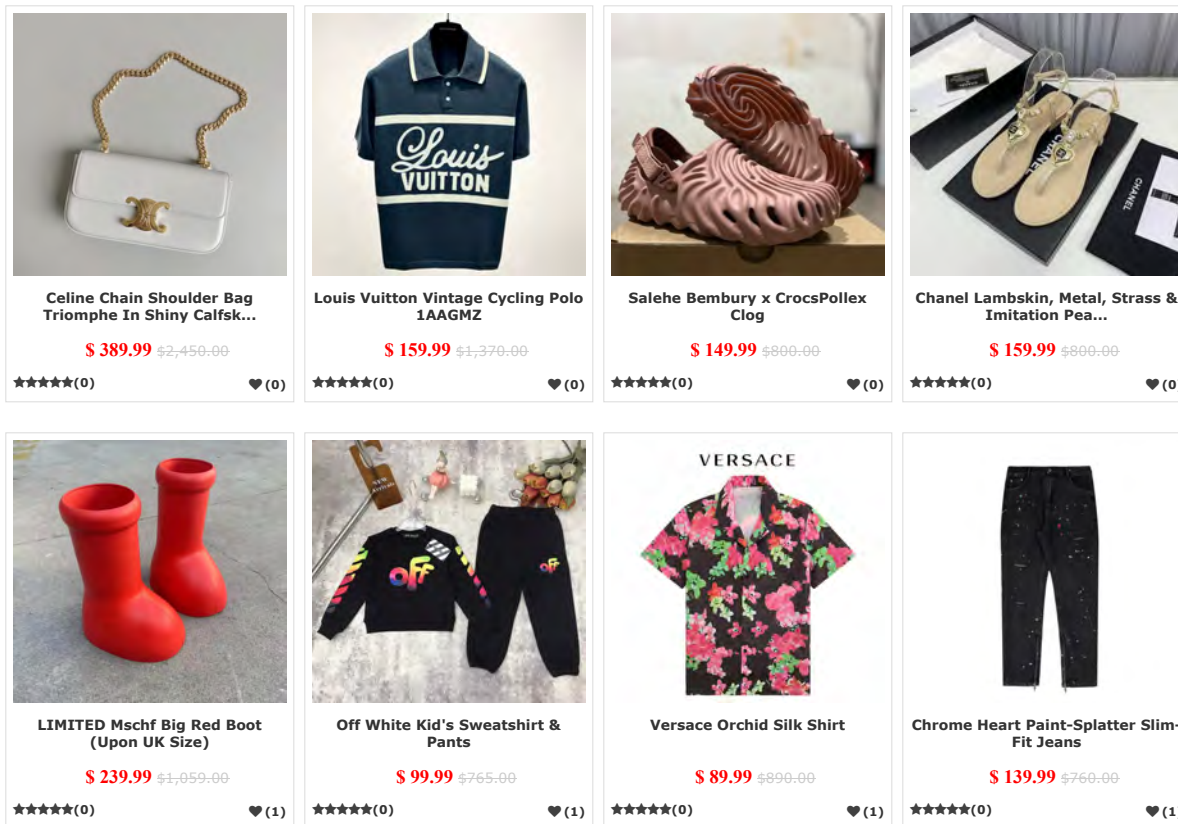 Louis
VUITTON
CHANEL
CHANEL
Celine Chain Shoulder Bag
Triomphe In Shiny Calfsk...
$ 389.99 $2,450.00
★★★★★(0) ♥(0)
Louis Vuitton Vintage Cycling Polo
1AAGMZ
$ 159.99 $1,370.00
★★★★★(0) ♥(0)
Salehe Bembury x CrocsPollex
Clog
$ 149.99 $800.00
★★★★★(0) ♥(0)
Chanel Lambskin, Metal, Strass &
Imitation Pea...
$ 159.99 $800.00
★★★★★(0) ♥(0
off
VERSACE
LIMITED Mschf Big Red Boot
(Upon UK Size)
$ 239.99 $1,059.00
★★★★★(0) ♥(1)
Off White Kid's Sweatshirt &
Pants
$ 99.99 $765.00
★★★★★(0) ♥(1)
Versace Orchid Silk Shirt
$ 89.99 $890.00
★★★★★(0) ♥(1)
Chrome Heart Paint-Splatter Slim-
Fit Jeans
$ 139.99 $760.00
★★★★★(0) ♥(1